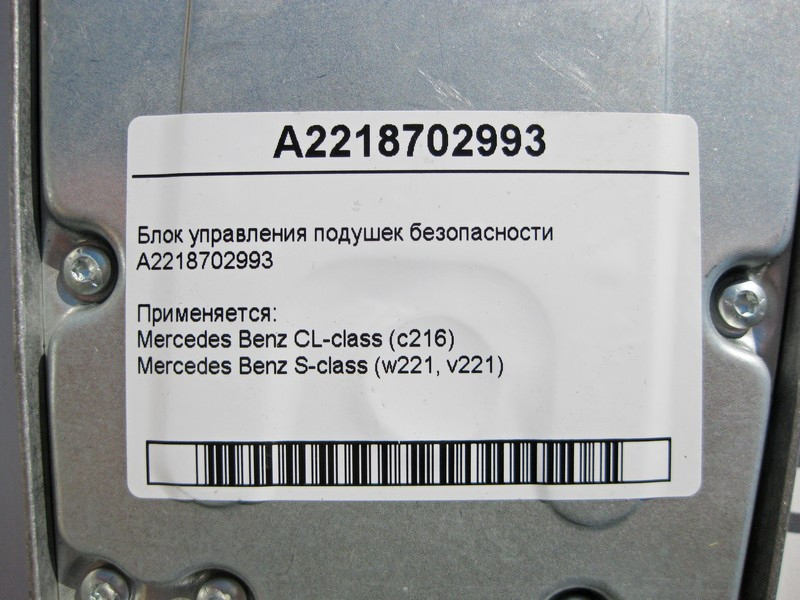 A2218702993
Блок управления подушек безопасности
A2218702993
Применяется:
Mercedes Benz CL-class (c216)
Mercedes Benz S-class (w221, v221)